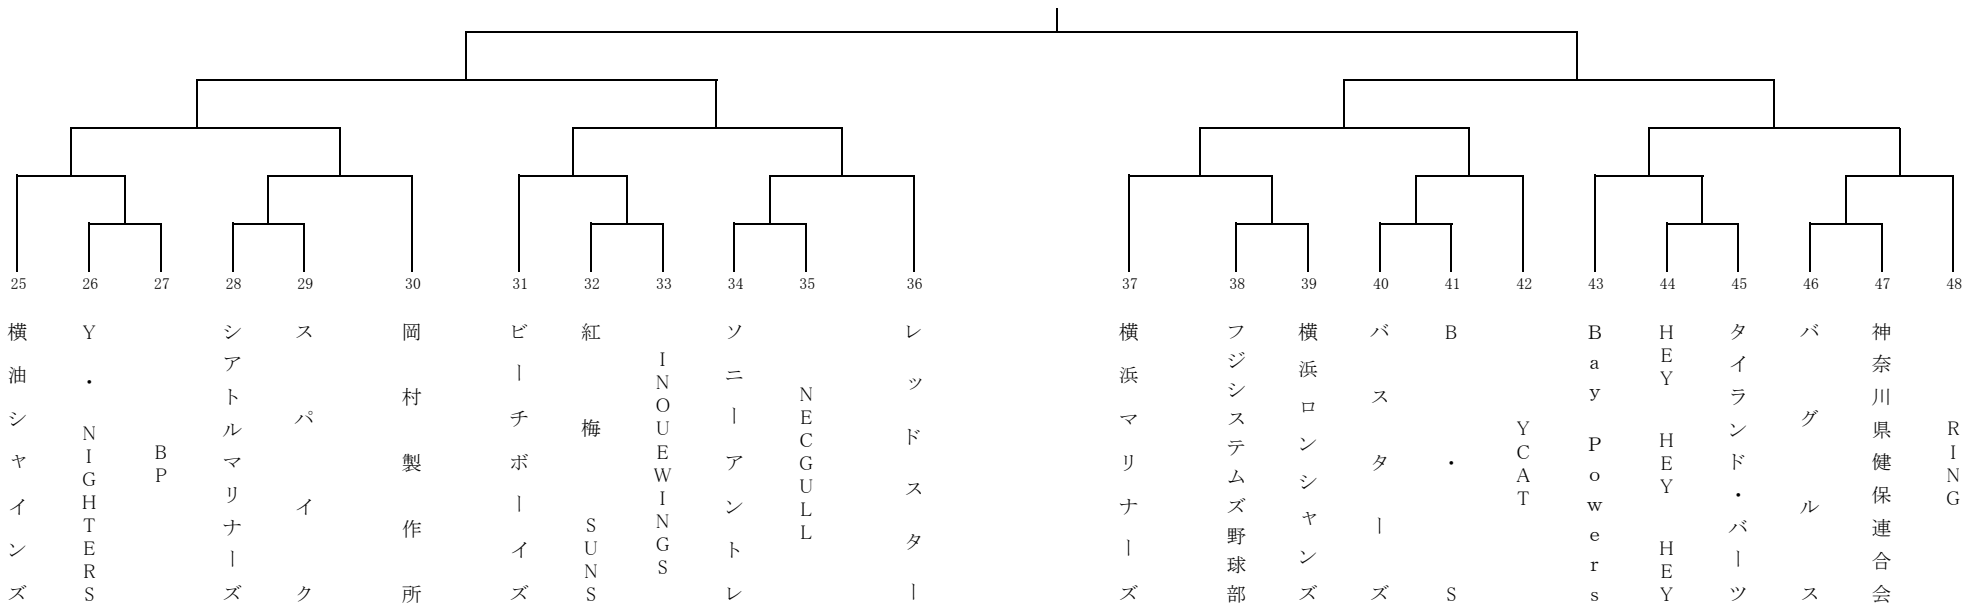 25 26 27 28 29 30 31 32 33 34 35 36 37 38 39 40 41 42 43 44 45 46 47 48
横油シャインズ
Y・NIGHTERS
BP
シアトルマリナーズ
スパイク
岡村製作所
ビーチボーイズ
紅梅SUNS
INOUEWINGS
ソニーアントレ
NECGULL
レッドスター
横浜マリナーズ
フジシステムズ野球部
横浜ロンシャンズ
バスターズ
B・S
YCAT
Bay Powers
HEY HEY HEY
タイランド・バーツ
バグルス
神奈川県健保連合会
RING